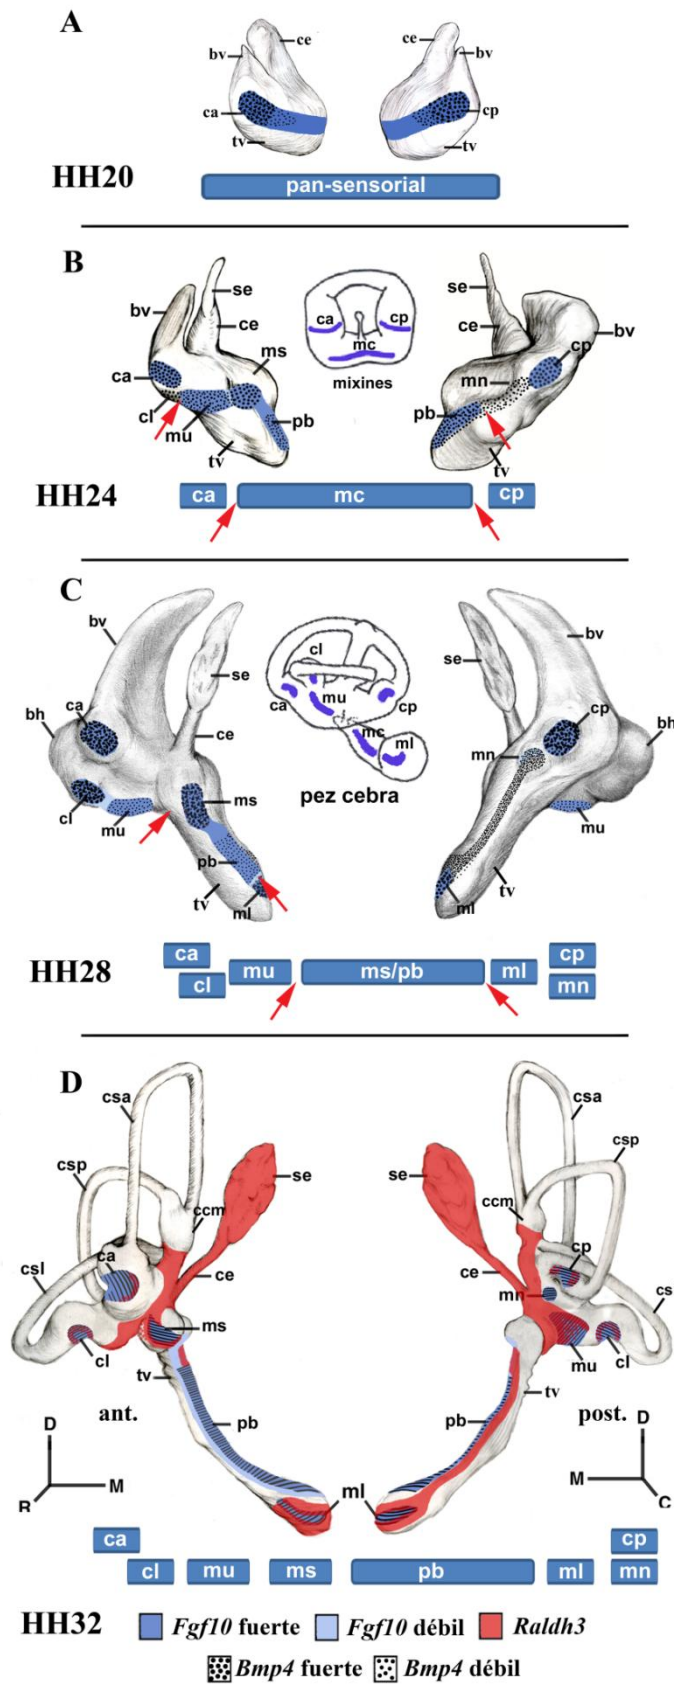 A
ce
bv
ca
tv
ce
bv
cp
tv
HH20
pan-sensorial
B
se
bv
ce
ms
ca
cl
mu
pb
tv
ca
cp
mc
mixines
se
ce
bv
cp
mn
pb
tv
HH24
ca
mc
cp
C
bv
se
ca
bh
ce
cl
mu
ms
pb
tv
ml
cl
ca
mu
cp
mc
ml
pez cebra
bv
se
cp
bh
ce
mn
mu
tv
ml
HH28
ca
cl
mu
ms/pb
ml
cp
mn
D
csa
csp
se
ccm
ca
csl
ce
cl
ms
tv
ant.
pb
D
M
R
csa
csp
se
ccm
cp
ce
cs
mn
mu
cl
tv
pb
post.
D
M
C
ml
ca
cl
mu
ms
pb
ml
cp
mn
HH32
Fgf10 fuerte
Fgf10 débil
Raldh3
Bmp4 fuerte
Bmp4 débil